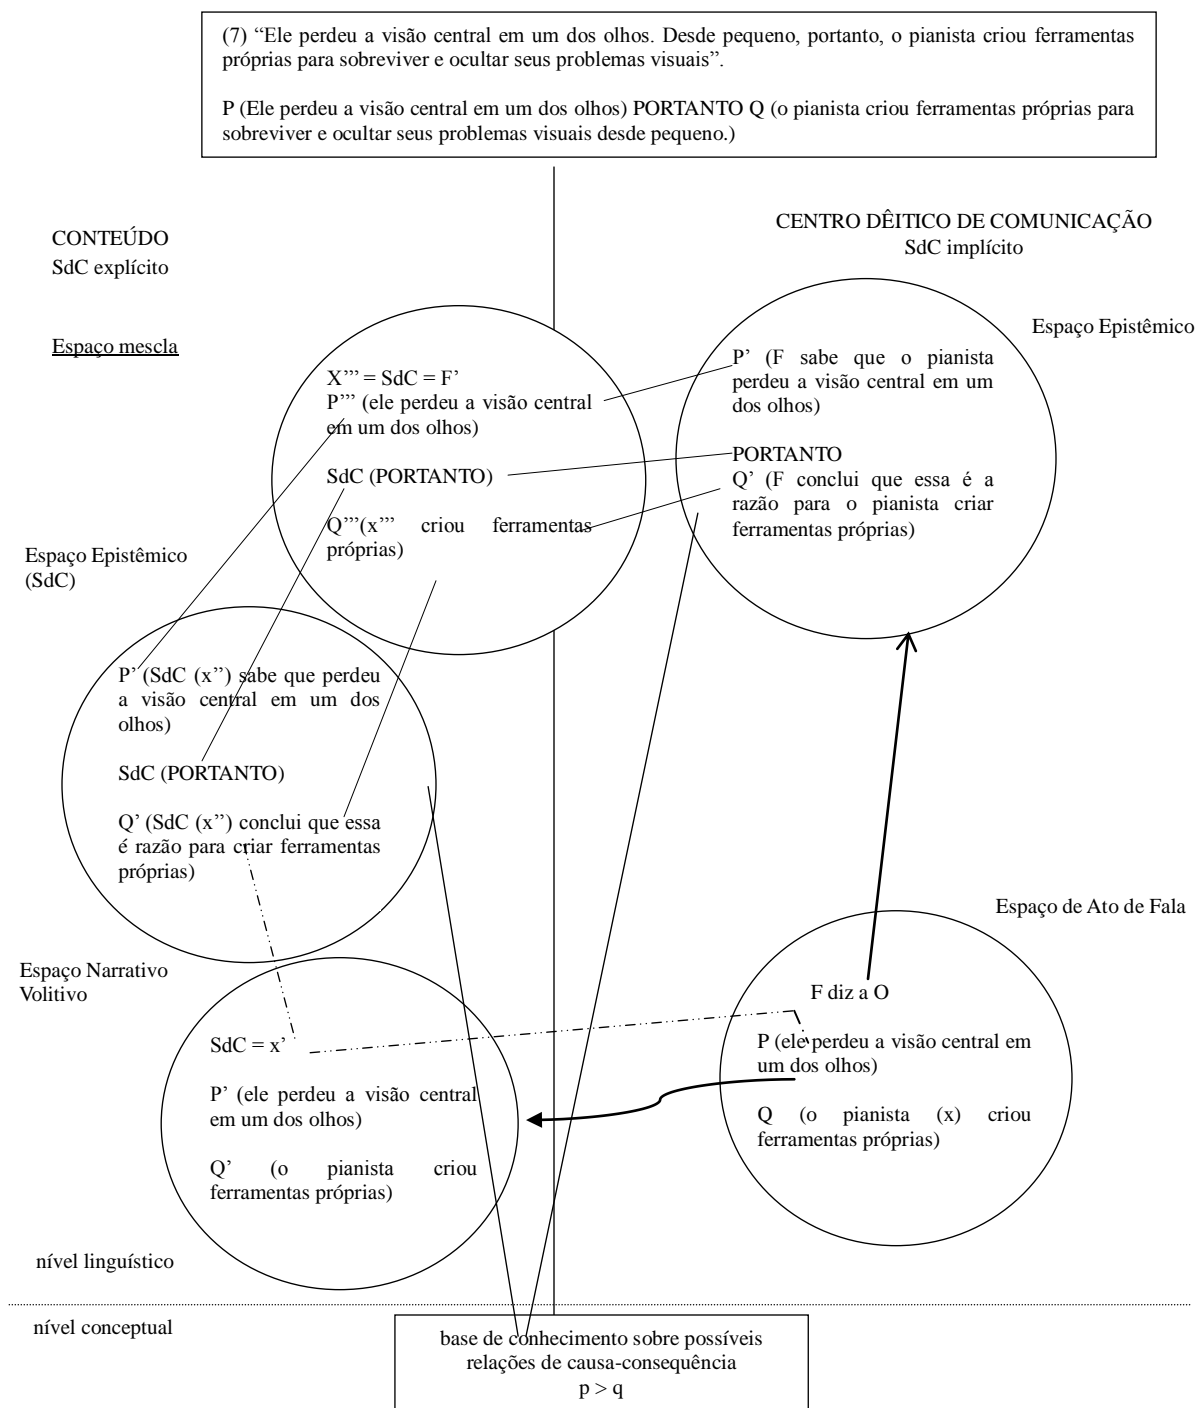 (7) “Ele perdeu a visão central em um dos olhos. Desde pequeno, portanto, o pianista criou ferramentas
próprias para sobreviver e ocultar seus problemas visuais”.
P (Ele perdeu a visão central em um dos olhos) PORTANTO Q (o pianista criou ferramentas próprias para
sobreviver e ocultar seus problemas visuais desde pequeno.)
CONTEÚDO
SdC explícito
CENTRO DÊITICO DE COMUNICAÇÃO
SdC implícito
Espaço mescla
Espaço Epistêmico
X’’’ = SdC = F’
P’’’ (ele perdeu a visão central
em um dos olhos)
SdC (PORTANTO)
Q’’’(x’’’ criou ferramentas
próprias)
P’ (F sabe que o pianista
perdeu a visão central em um
dos olhos)
PORTANTO
Q’ (F conclui que essa é a
razão para o pianista criar
ferramentas próprias)
Espaço Epistêmico
(SdC)
P’ (SdC (x’’) sabe que perdeu
a visão central em um dos
olhos)
SdC (PORTANTO)
Q’ (SdC (x’’) conclui que essa
é razão para criar ferramentas
próprias)
Espaço de Ato de Fala
F diz a O
P (ele perdeu a visão central em
um dos olhos)
Q (o pianista (x) criou
ferramentas próprias)
Espaço Narrativo
Volitivo
SdC = x’
P’ (ele perdeu a visão central
em um dos olhos)
Q’ (o pianista criou
ferramentas próprias)
nível linguístico
nível conceptual
base de conhecimento sobre possíveis
relações de causa-consequência
p > q